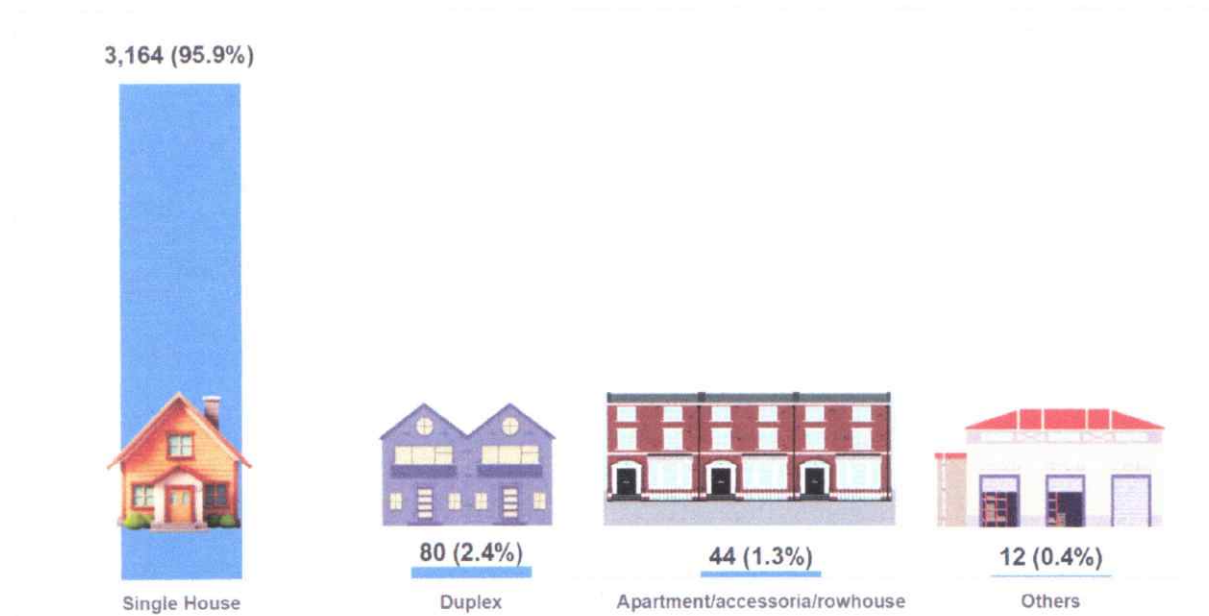 3,164 (95.9%)
80 (2.4%)
44 (1.3%)
12 (0.4%)
Single House
Duplex
Apartment/accessoria/rowhouse
Others